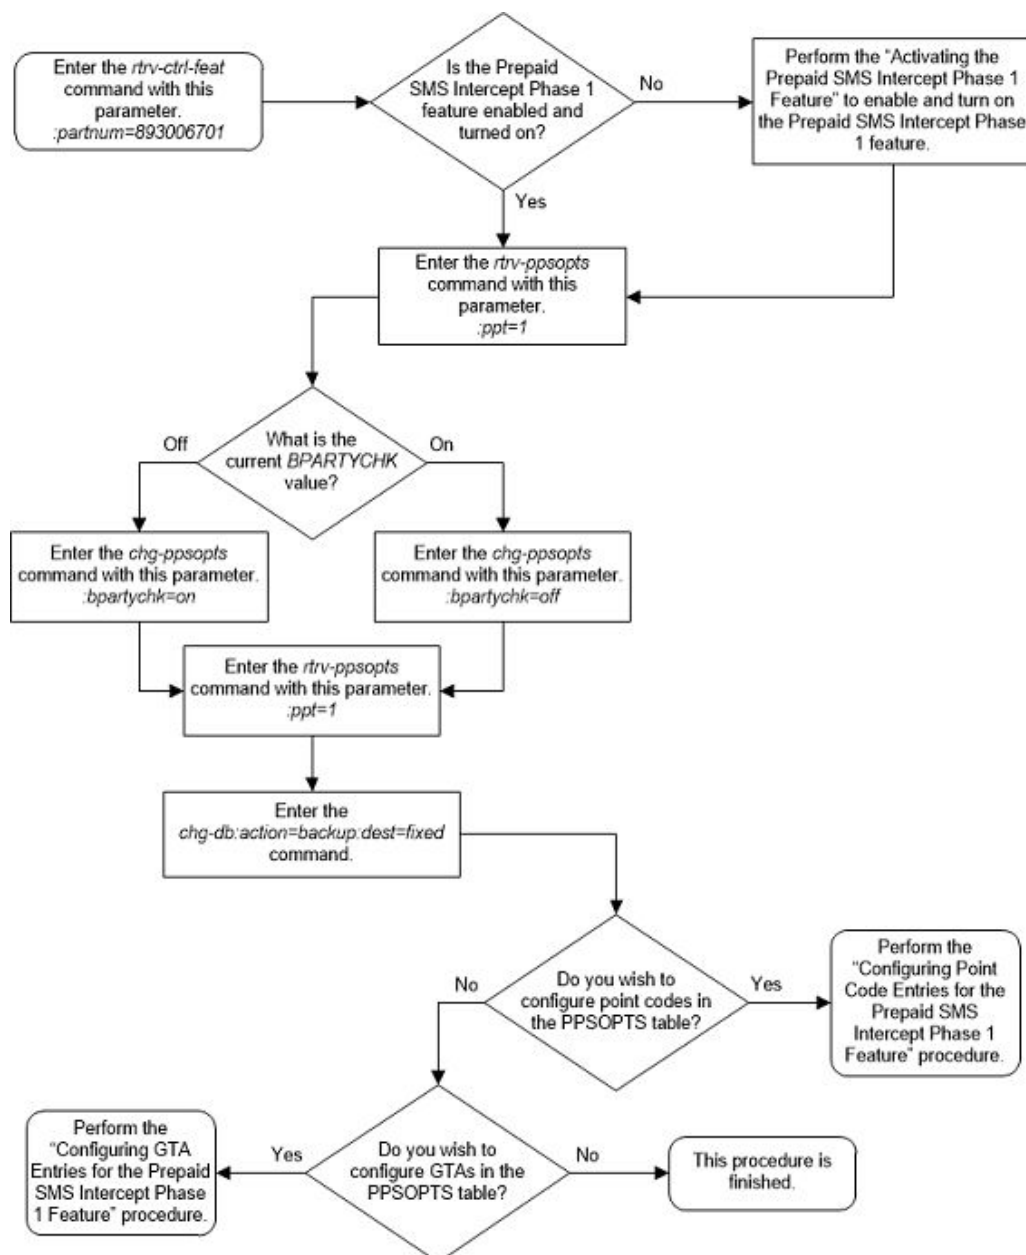 Enter the rtrv-ctrl-feat
command with this
parameter.
:partnum=893006701
Is the Prepaid
SMS Intercept Phase 1
feature enabled and
turned on?
No
Perform the “Activating the
Prepaid SMS Intercept Phase 1
Feature” to enable and turn on
the Prepaid SMS Intercept Phase
1 feature.
Yes
Enter the rtrv-ppsopts
command with this
parameter.
:ppt=1
Off
What is the
current BPARTYCHK
value?
On
Enter the chg-ppsopts
command with this parameter.
:bpartychk=on
Enter the chg-ppsopts
command with this parameter.
:bpartychk=off
Enter the rtrv-ppsopts
command with this parameter.
:ppt=1
Enter the
chg-db:action=backup:dest=fixed
command.
No
Do you wish to
configure point codes in
the PPSOPTS table?
Yes
Perform the
“Configuring Point
Code Entries for the
Prepaid SMS
Intercept Phase 1
Feature” procedure.
Perform the
“Configuring GTA
Entries for the Prepaid
SMS Intercept Phase
1 Feature” procedure.
Yes
Do you wish to
configure GTAs in the
PPSOPTS table?
No
This procedure is
finished.